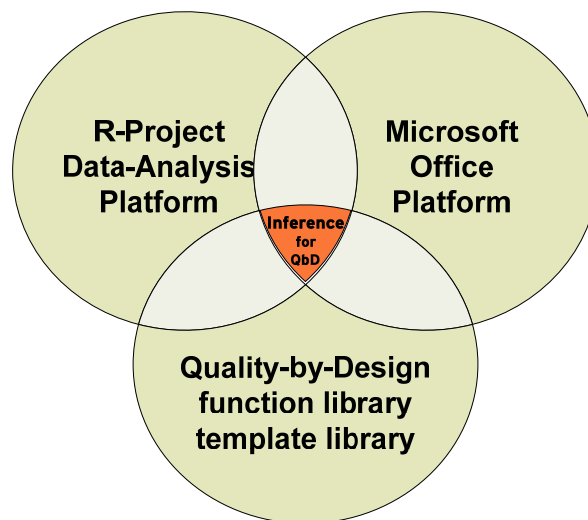 R-Project
Data-Analysis
Platform
Microsoft
Office
Platform
Inference
for
QbD
Quality-by-Design
function library
template library